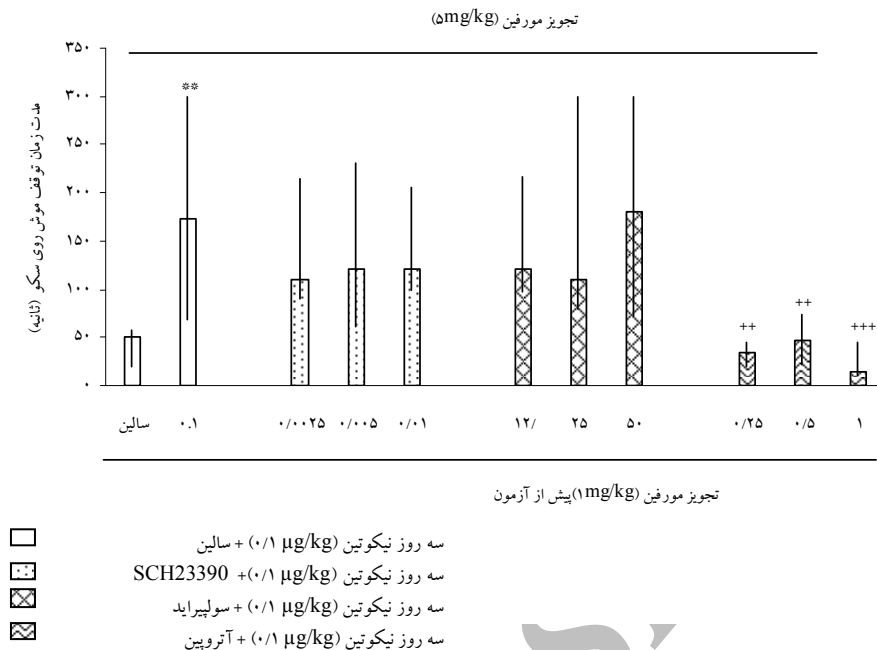 تجویز مورفین (۵mg/kg)
مدت زمان توقف موش روی سکو (ثانیه)
۳۵۰
۳۰۰
۲۵۰
۲۰۰
۱۵۰
۱۰۰
۵۰
۰
**
++
++
+++
سالین ۰.۱ ۰/۰۰۲۵ ۰/۰۰۵ ۰/۰۱ ۱۲/ ۲۵ ۵۰ ۰/۲۵ ۰/۵ ۱
تجویز مورفین (۱mg/kg)پیش از آزمون
سه روز نیکوتین (۰/۱ µg/kg) + سالین
سه روز نیکوتین (۰/۱ µg/kg)+ SCH23390
سه روز نیکوتین (۰/۱ µg/kg) + سولپیراید
سه روز نیکوتین (۰/۱ µg/kg) + آتروپین